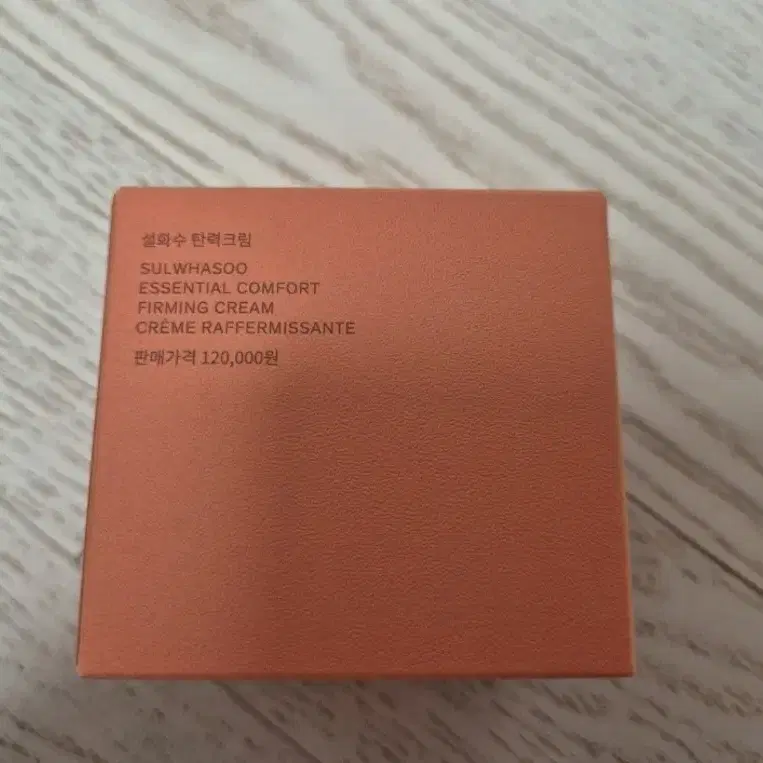 설화수 탄력크림
SULWHASOO
ESSENTIAL COMFORT
FIRMING CREAM
CRÈME RAFFERMISSANTE
판매가격 120,000원